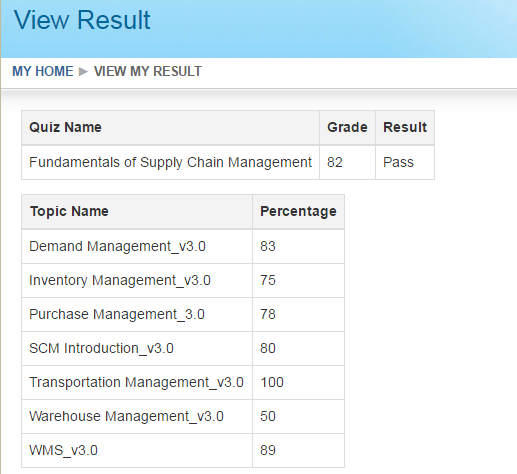 View Result
MY HOME ► VIEW MY RESULT
Quiz Name Grade Result
Fundamentals of Supply Chain Management 82 Pass
Topic Name Percentage
Demand Management_v3.0 83
Inventory Management_v3.0 75
Purchase Management_3.0 78
SCM Introduction_v3.0 80
Transportation Management_v3.0 100
Warehouse Management_v3.0 50
WMS_v3.0 89